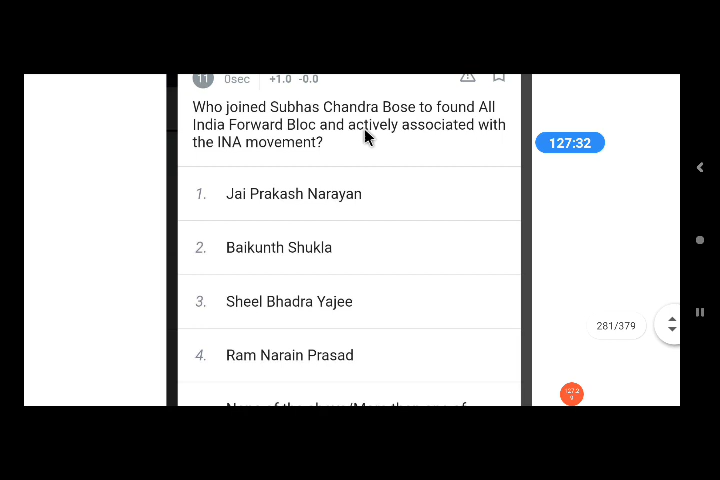 11 0sec +1.0 -0.0
Who joined Subhas Chandra Bose to found All
India Forward Bloc and actively associated with
the INA movement?
127:32
1. Jai Prakash Narayan
2. Baikunth Shukla
3. Sheel Bhadra Yajee
281/379
4. Ram Narain Prasad